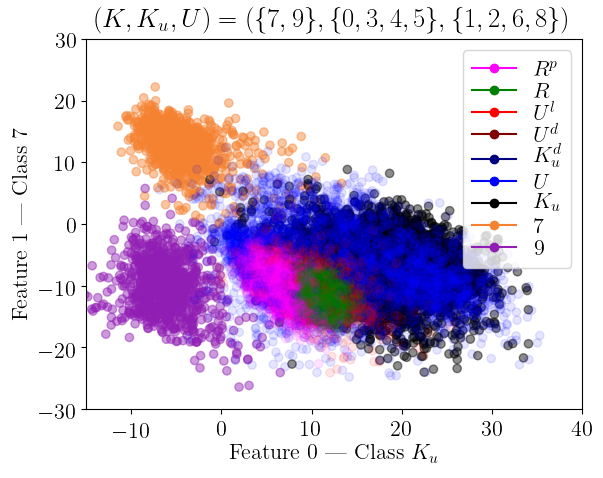 (K, K_u, U) = ({7, 9}, {0, 3, 4, 5}, {1, 2, 6, 8})
30
20
10
0
−10
−20
−30
Feature 1 — Class 7
R^p
R
U^l
U^d
K_u^d
U
K_u
7
9
−10
0
10
20
30
40
Feature 0 — Class K_u